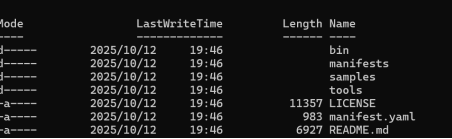 Mode LastWriteTime Length Name
---- ------------- ------ ----
d----- 2025/10/12 19:46 bin
d----- 2025/10/12 19:46 manifests
d----- 2025/10/12 19:46 samples
d----- 2025/10/12 19:46 tools
-a---- 2025/10/12 19:46 11357 LICENSE
-a---- 2025/10/12 19:46 983 manifest.yaml
-a---- 2025/10/12 19:46 6927 README.md